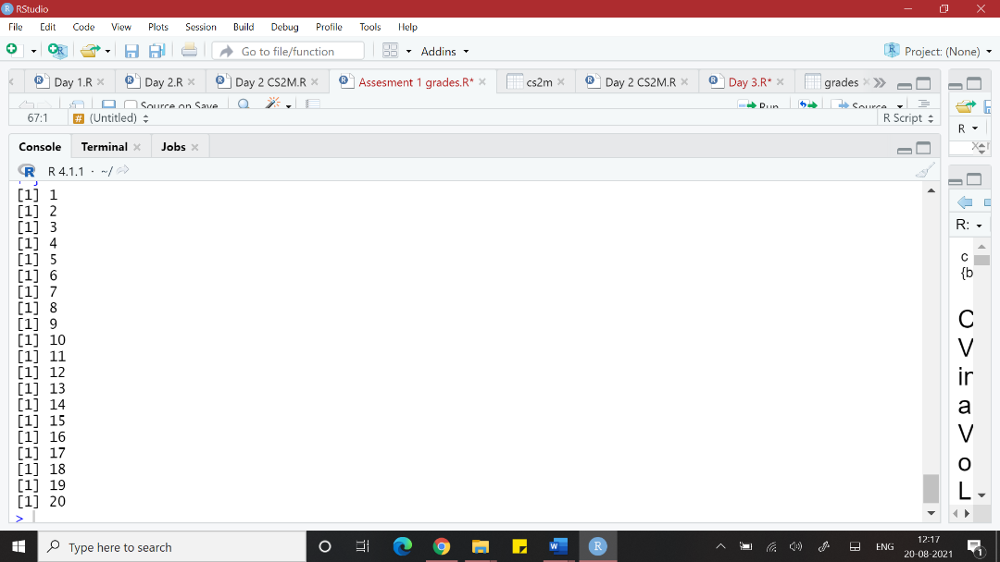 RStudio
File Edit Code View Plots Session Build Debug Profile Tools Help
Go to file/function Addins Project: (None)
Day 1.R Day 2.R Day 2 CS2M.R Assesment 1 grades.R* cs2m Day 2 CS2M.R Day 3.R* grades
Source on Save Run Source
67:1 # (Untitled) R Script
R
Console Terminal Jobs
R 4.1.1 · ~/
[1] 1
[1] 2
[1] 3
[1] 4
[1] 5
[1] 6
[1] 7
[1] 8
[1] 9
[1] 10
[1] 11
[1] 12
[1] 13
[1] 14
[1] 15
[1] 16
[1] 17
[1] 18
[1] 19
[1] 20
>
R:
c
{b
C
V
in
a
V
o
L
Type here to search
ENG
12:17
20-08-2021
1